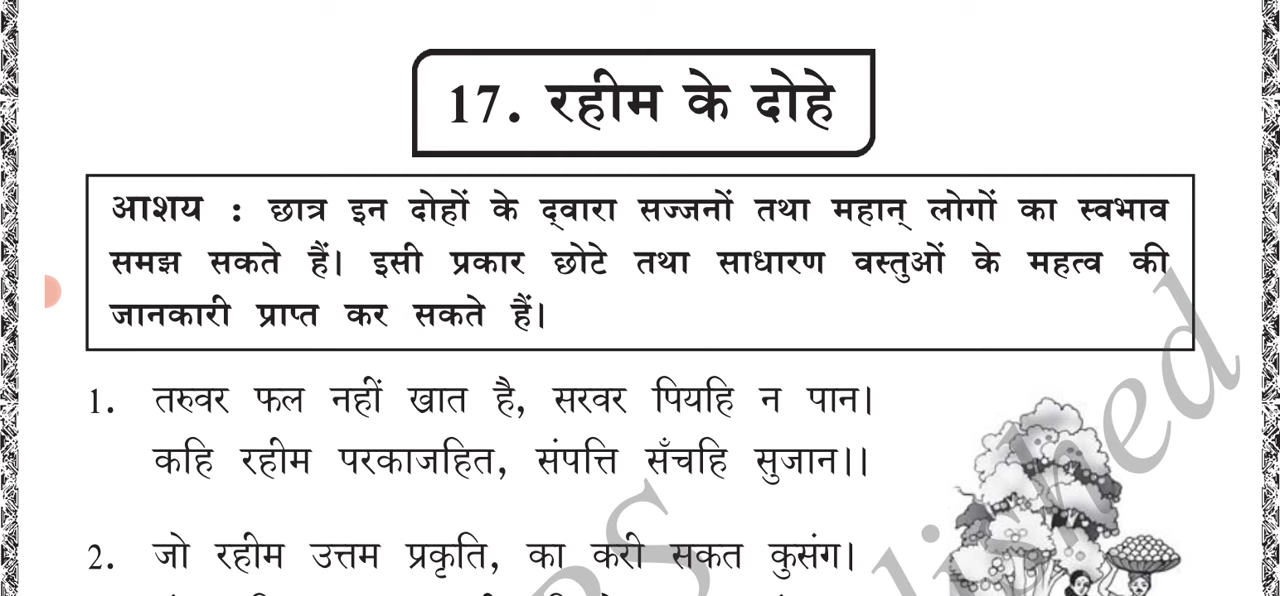 17. रहीम के दोहे
आशय : छात्र इन दोहों के द्वारा सज्जनों तथा महान् लोगों का स्वभाव
समझ सकते हैं। इसी प्रकार छोटे तथा साधारण वस्तुओं के महत्व की
जानकारी प्राप्त कर सकते हैं।
1. तरुवर फल नहीं खात है, सरवर पियहि न पान।
कहि रहीम परकाजहित, संपत्ति सँचहि सुजान।।
2. जो रहीम उत्तम प्रकृति, का करी सकत कुसंग।